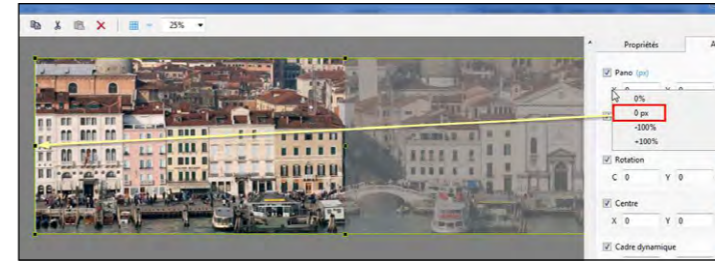 25%
Propriétés A
Pano (px)
0%
0 px
-100%
+100%
Rotation
C 0 Y 0
Centre
X 0 Y 0
Cadre dynamique